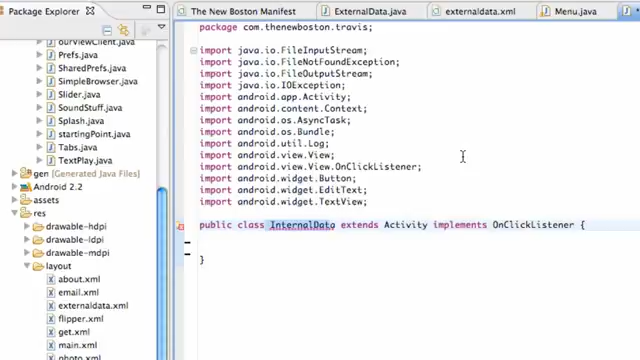 Package Explorer
ourViewClient.java
Prefs.java
SharedPrefs.java
SimpleBrowser.java
Slider.java
SoundStuff.java
Splash.java
startingPoint.java
Tabs.java
TextPlay.java
gen [Generated Java Files]
Android 2.2
assets
res
drawable-hdpi
drawable-ldpi
drawable-mdpi
layout
about.xml
email.xml
externaldata.xml
flipper.xml
get.xml
main.xml
photo.xml
The New Boston Manifest
ExternalData.java
externaldata.xml
Menu.java
package com.thenewboston.travis;
import java.io.FileInputStream;
import java.io.FileNotFoundException;
import java.io.FileOutputStream;
import java.io.IOException;
import android.app.Activity;
import android.content.Context;
import android.os.AsyncTask;
import android.os.Bundle;
import android.util.Log;
import android.view.View;
import android.view.View.OnClickListener;
import android.widget.Button;
import android.widget.EditText;
import android.widget.TextView;
public class InternalData extends Activity implements OnClickListener {
}